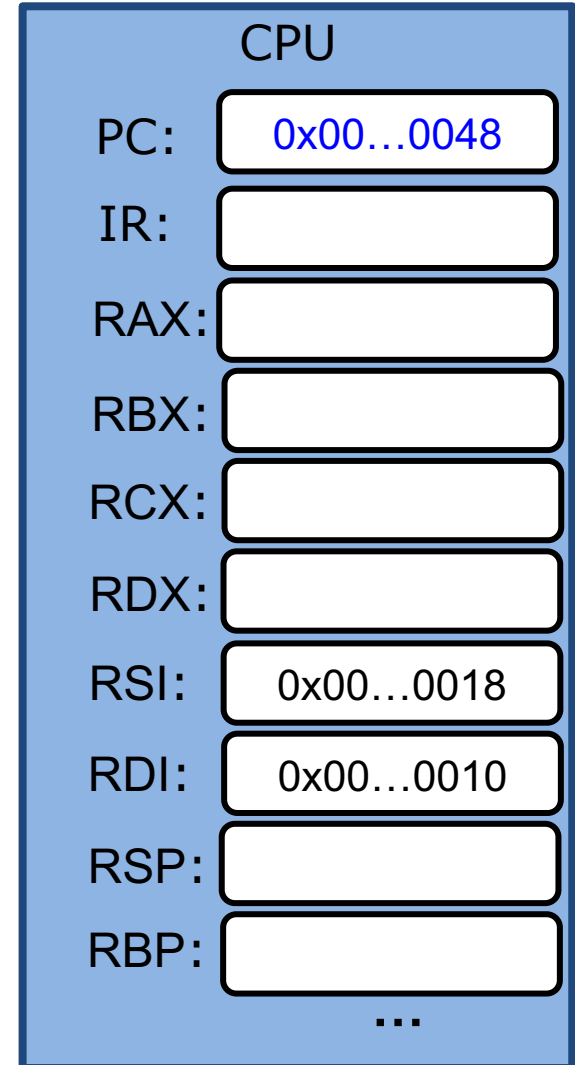 CPU
PC: 0x00...0048
IR:
RAX:
RBX:
RCX:
RDX:
RSI: 0x00...0018
RDI: 0x00...0010
RSP:
RBP:
...